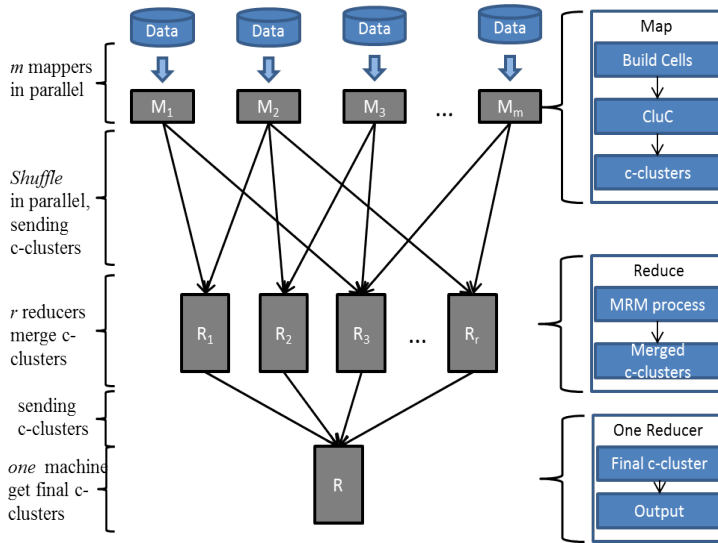 Data Data Data Data
m mappers
in parallel
M1 M2 M3 ... Mm
Map
Build Cells
CluC
c-clusters
Shuffle
in parallel,
sending
c-clusters
r reducers
merge c-
clusters
R1 R2 R3 ... Rr
Reduce
MRM process
Merged
c-clusters
sending
c-clusters
one machine
get final c-
clusters
R
One Reducer
Final c-cluster
Output